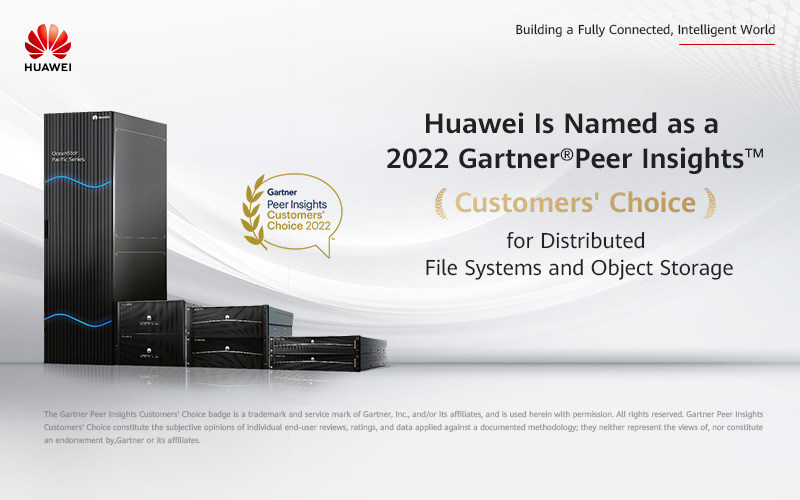 HUAWEI
Building a Fully Connected, Intelligent World
Huawei Is Named as a
2022 Gartner®Peer Insights™
Customers' Choice
for Distributed
File Systems and Object Storage
HUAWEI
OceanStor
Pacific Series
Gartner
Peer Insights
Customers'
Choice 2022
The Gartner Peer Insights Customers' Choice badge is a trademark and service mark of Gartner, Inc., and/or its affiliates, and is used herein with permission. All rights reserved. Gartner Peer Insights
Customers' Choice constitute the subjective opinions of individual end-user reviews, ratings, and data applied against a documented methodology; they neither represent the views of, nor constitute
an endorsement by,Gartner or its affiliates.